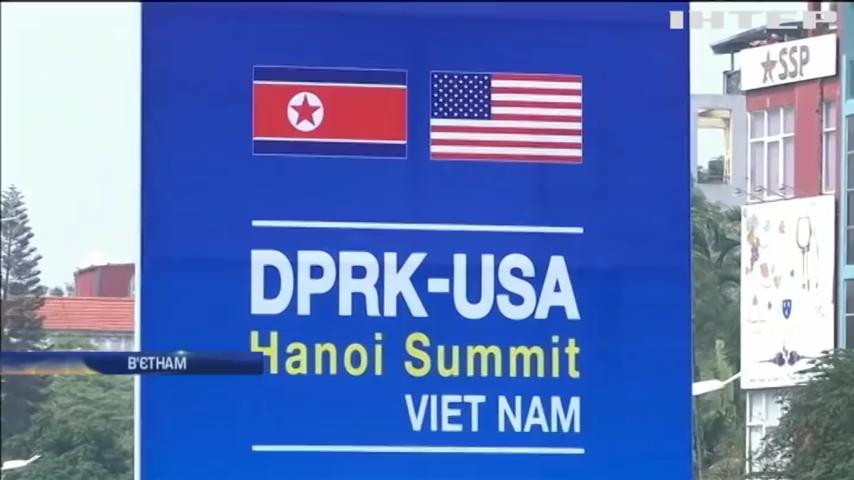 ІНТЕР
SSP
DPRK-USA
Hanoi Summit
В'ЄТНАМ
VIET NAM